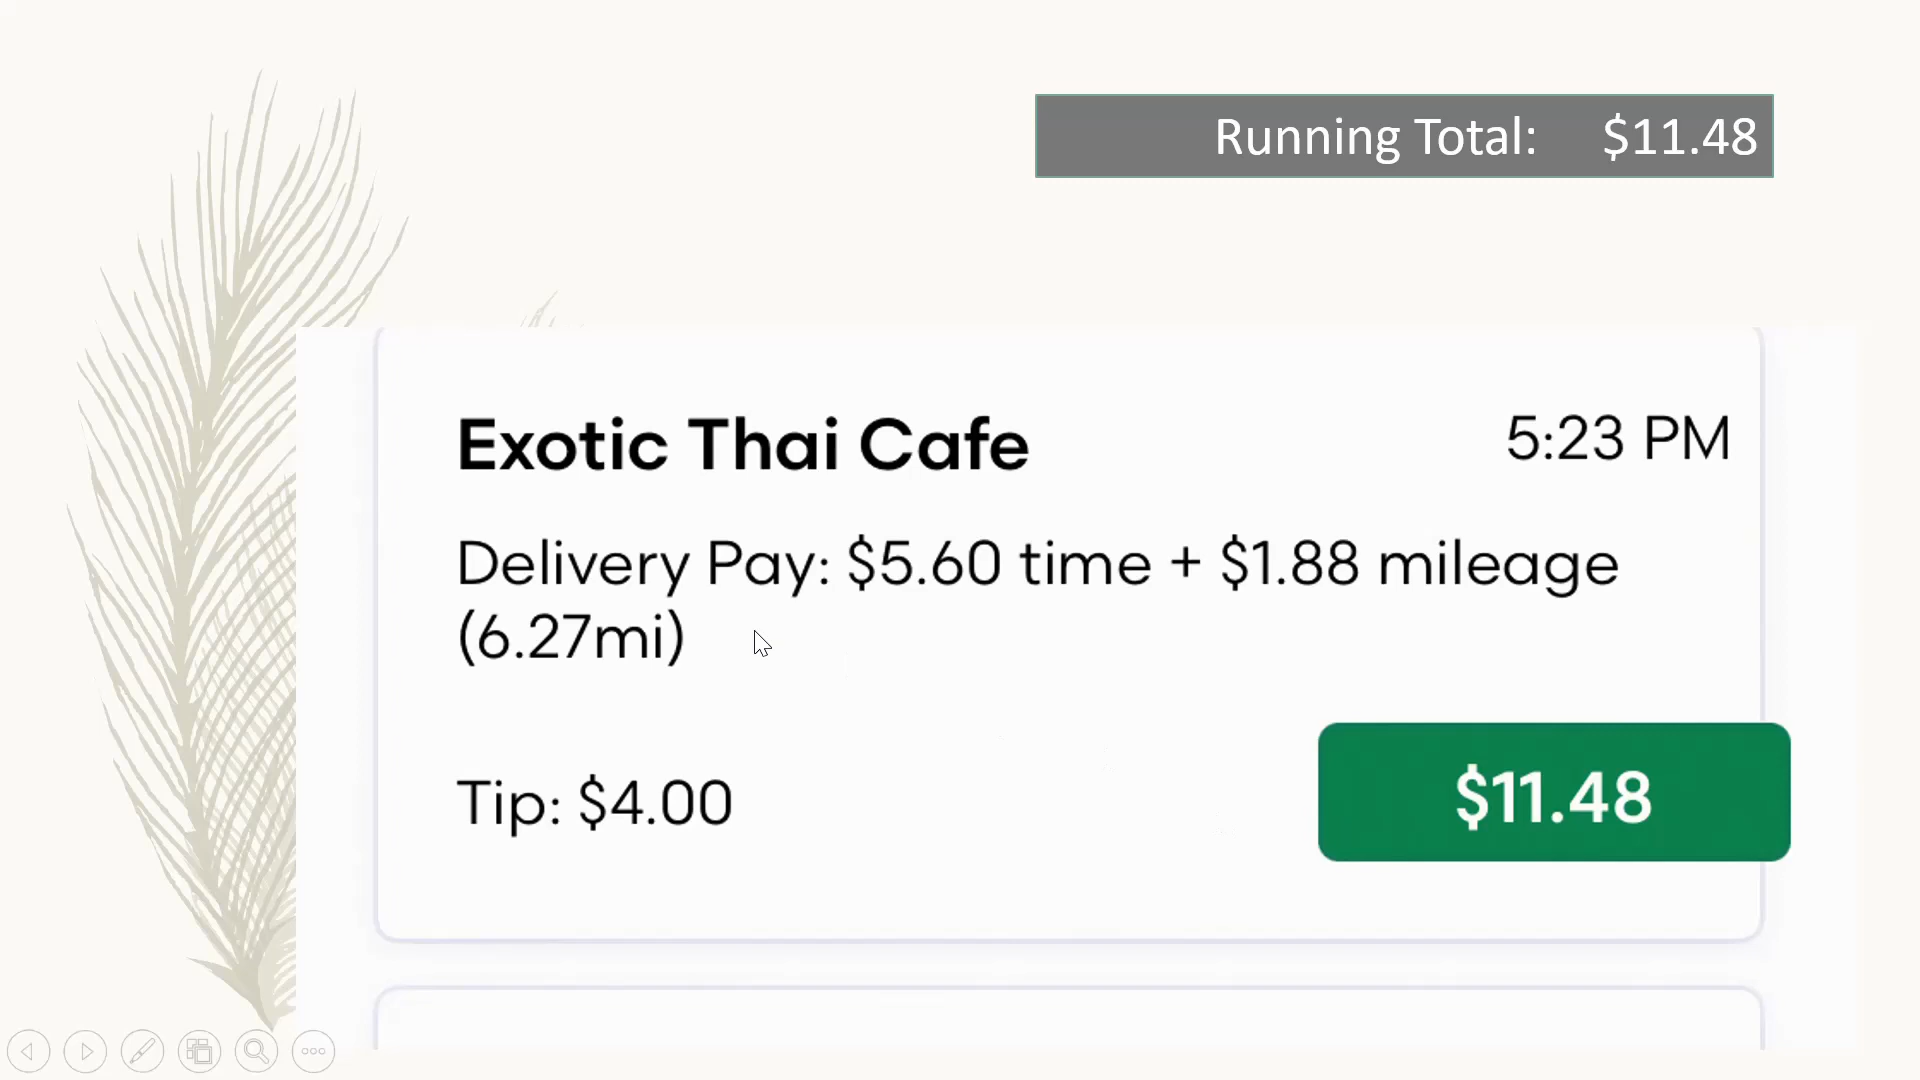 Running Total: $11.48
Exotic Thai Cafe
5:23 PM
Delivery Pay: $5.60 time + $1.88 mileage
(6.27mi)
Tip: $4.00
$11.48